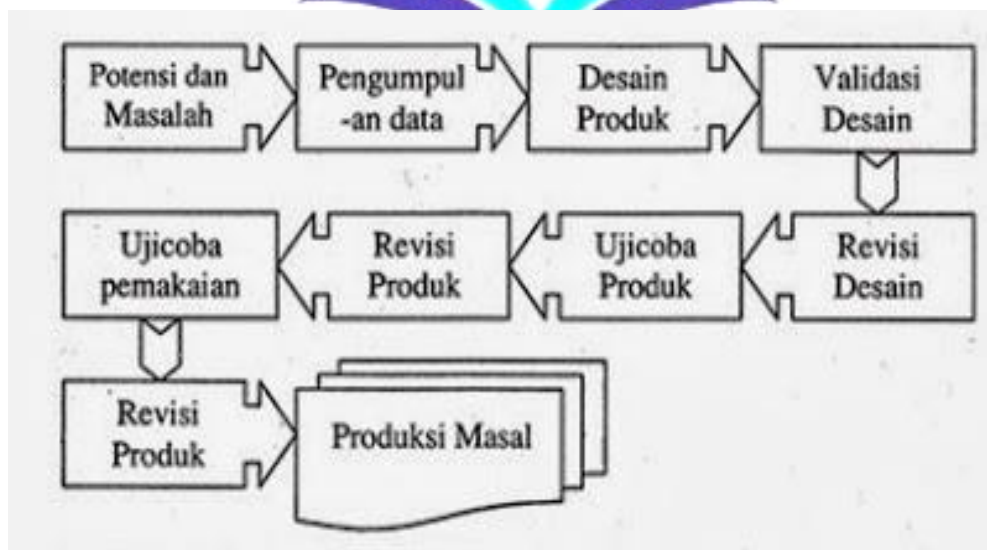 Potensi dan
Masalah
Pengumpul
-an data
Desain
Produk
Validasi
Desain
Revisi
Desain
Ujicoba
Produk
Revisi
Produk
Ujicoba
pemakaian
Revisi
Produk
Produksi Masal